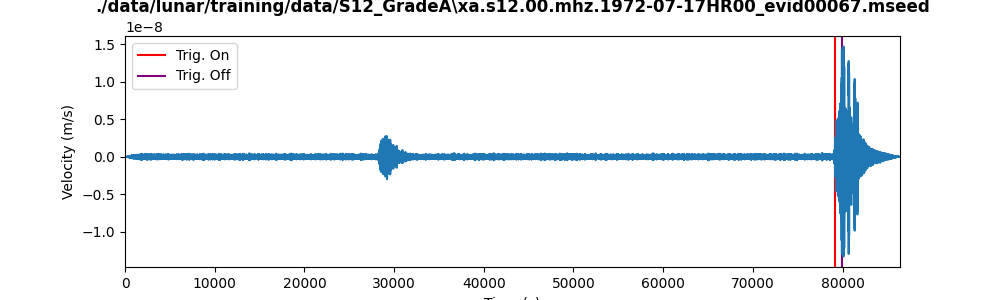 ./data/lunar/training/data/S12_GradeA\xa.s12.00.mhz.1972-07-17HR00_evid00067.mseed
1e−8
Trig. On
Trig. Off
Velocity (m/s)
1.5
1.0
0.5
0.0
−0.5
−1.0
0 10000 20000 30000 40000 50000 60000 70000 80000